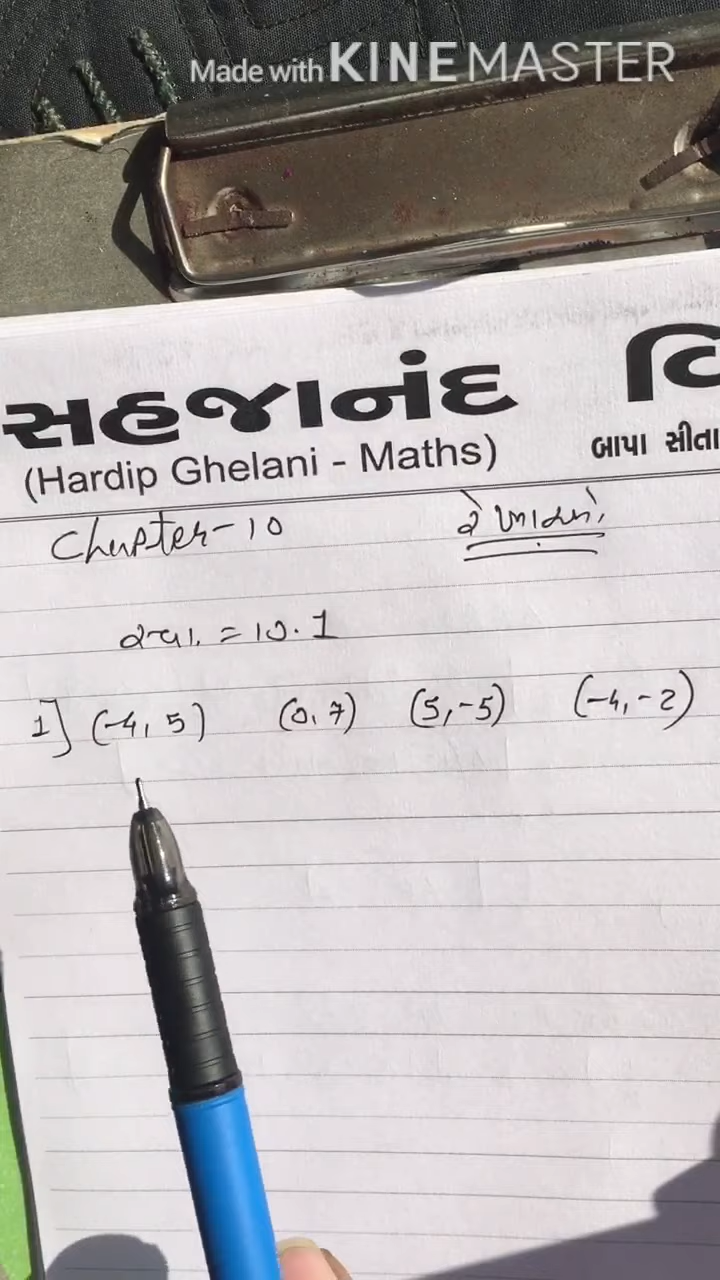 Made with KINEMASTER
સહજાનંદ વિ
(Hardip Ghelani - Maths)
બાપા સીતા
Chapter-10 રેખાઓ
સ્વા. = 10.1
1] (-4, 5) (0, 7) (5, -5) (-4, -2)